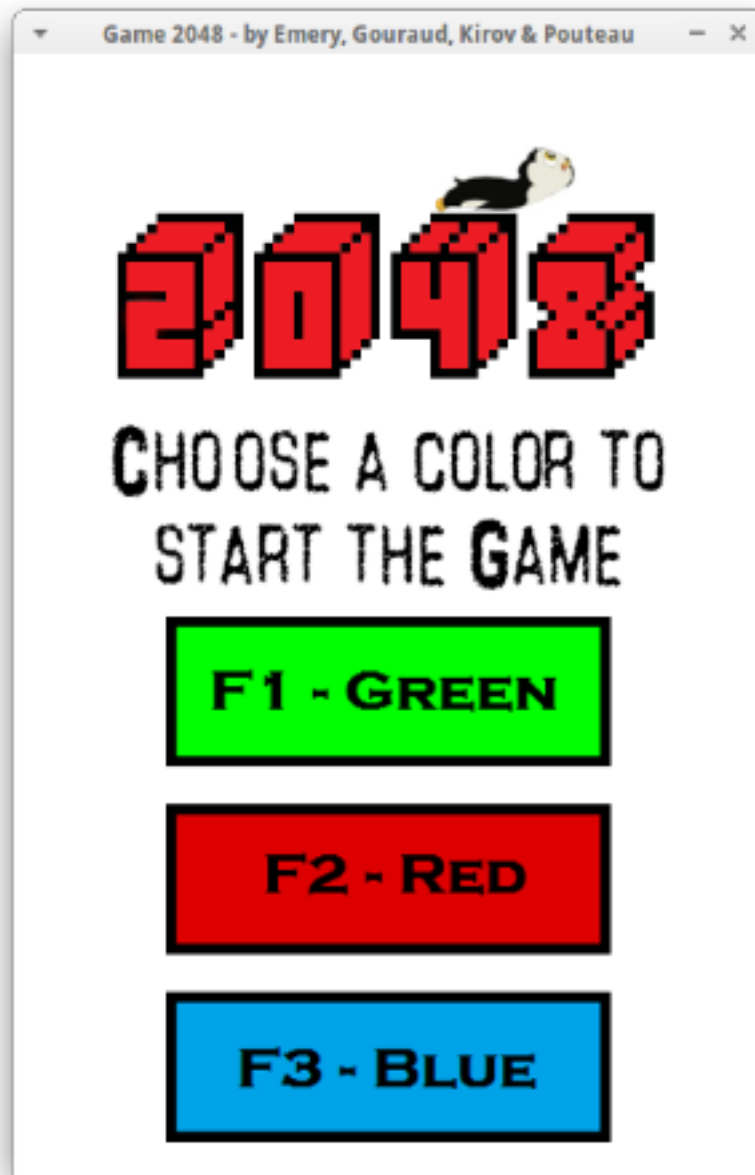 Game 2048 - by Emery, Gouraud, Kirov & Pouteau
2048
Choose a color to
start the Game
F1 - Green
F2 - Red
F3 - Blue